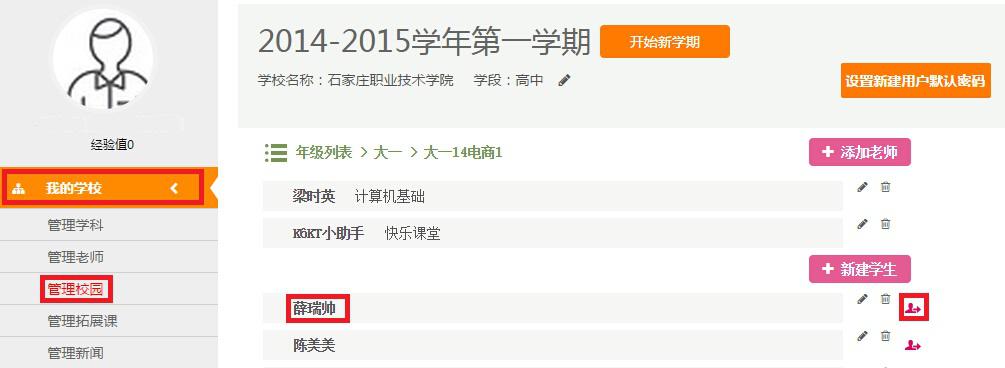 经验值0
我的学校
管理学科
管理老师
管理校园
管理拓展课
管理新闻
2014-2015学年第一学期 开始新学期
学校名称：石家庄职业技术学院 学段：高中
设置新建用户默认密码
年级列表 > 大一 > 大一14电商1
+ 添加老师
梁时英 计算机基础
K6KT小助手 快乐课堂
+ 新建学生
薛瑞帅
陈美美